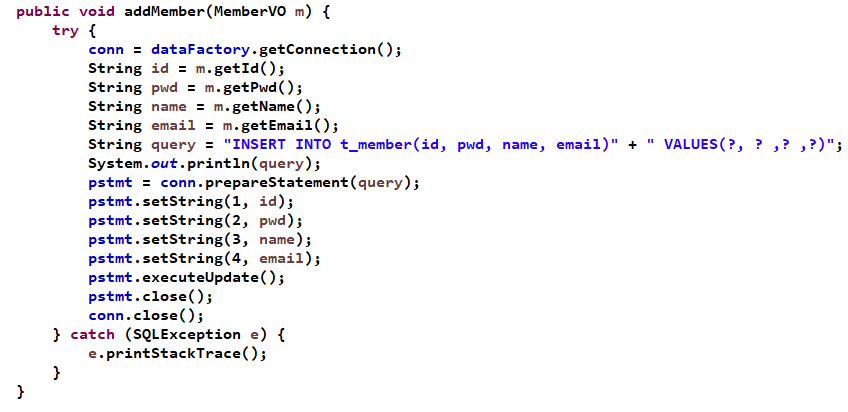 public void addMember(MemberVO m) {
try {
conn = dataFactory.getConnection();
String id = m.getId();
String pwd = m.getPwd();
String name = m.getName();
String email = m.getEmail();
String query = "INSERT INTO t_member(id, pwd, name, email)" + " VALUES(?, ? ,? ,?)";
System.out.println(query);
pstmt = conn.prepareStatement(query);
pstmt.setString(1, id);
pstmt.setString(2, pwd);
pstmt.setString(3, name);
pstmt.setString(4, email);
pstmt.executeUpdate();
pstmt.close();
conn.close();
} catch (SQLException e) {
e.printStackTrace();
}
}